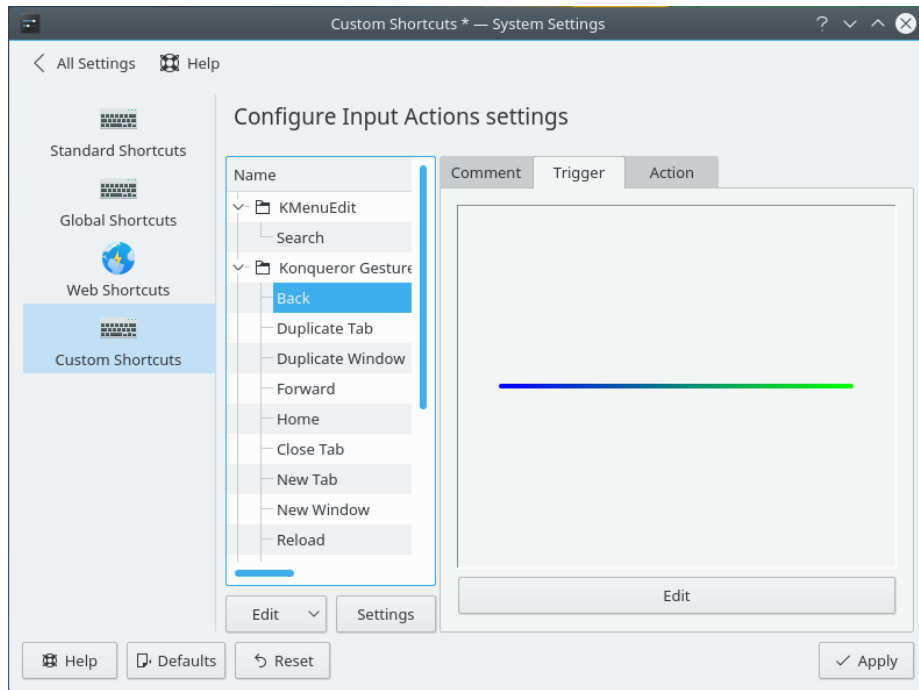 Custom Shortcuts * — System Settings
All Settings Help
Configure Input Actions settings
Standard Shortcuts
Global Shortcuts
Web Shortcuts
Custom Shortcuts
Name
KMenuEdit
Search
Konqueror Gesture
Back
Duplicate Tab
Duplicate Window
Forward
Home
Close Tab
New Tab
New Window
Reload
Edit Settings
Comment Trigger Action
Edit
Help Defaults Reset Apply